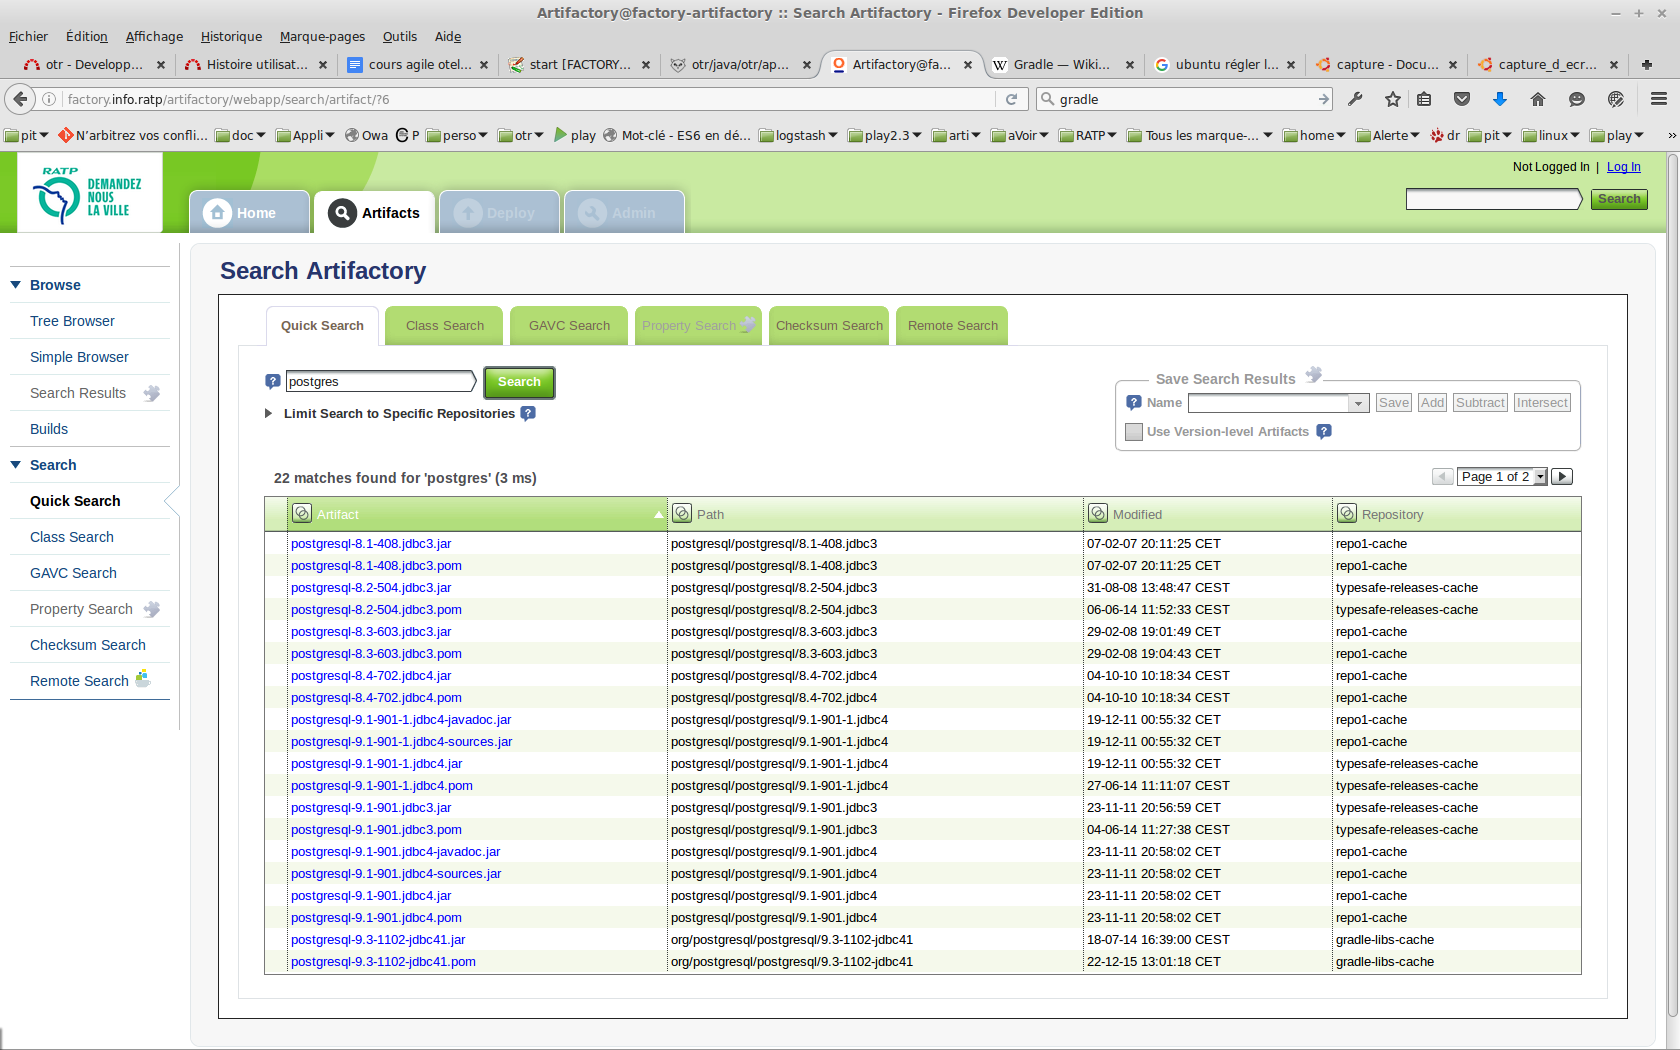 Artifactory@factory-artifactory :: Search Artifactory - Firefox Developer Edition
Fichier Édition Affichage Historique Marque-pages Outils Aide
otr - Developp... Histoire utilisat... cours agile otel... start [FACTORY... otr/java/otr/ap... Artifactory@fa... Gradle — Wiki... ubuntu régler l... capture - Docu... capture_d_ecr...
factory.info.ratp/artifactory/webapp/search/artifact/?6 gradle
pit N'arbitrez vos confli... doc Appli Owa P perso otr play Mot-clé - ES6 en dé... logstash play2.3 arti aVoir RATP Tous les marque-... home Alerte dr pit linux play »
Not Logged In | Log In
RATP
DEMANDEZ
NOUS
LA VILLE
Home Artifacts Deploy Admin
Search
Browse
Tree Browser
Simple Browser
Search Results
Builds
Search
Quick Search
Class Search
GAVC Search
Property Search
Checksum Search
Remote Search
Search Artifactory
Quick Search Class Search GAVC Search Property Search Checksum Search Remote Search
postgres Search
Limit Search to Specific Repositories
Save Search Results
Name Save Add Subtract Intersect
Use Version-level Artifacts
22 matches found for 'postgres' (3 ms)
Page 1 of 2
Artifact Path Modified Repository
postgresql-8.1-408.jdbc3.jar postgresql/postgresql/8.1-408.jdbc3 07-02-07 20:11:25 CET repo1-cache
postgresql-8.1-408.jdbc3.pom postgresql/postgresql/8.1-408.jdbc3 07-02-07 20:11:25 CET repo1-cache
postgresql-8.2-504.jdbc3.jar postgresql/postgresql/8.2-504.jdbc3 31-08-08 13:48:47 CEST typesafe-releases-cache
postgresql-8.2-504.jdbc3.pom postgresql/postgresql/8.2-504.jdbc3 06-06-14 11:52:33 CEST typesafe-releases-cache
postgresql-8.3-603.jdbc3.jar postgresql/postgresql/8.3-603.jdbc3 29-02-08 19:01:49 CET repo1-cache
postgresql-8.3-603.jdbc3.pom postgresql/postgresql/8.3-603.jdbc3 29-02-08 19:04:43 CET repo1-cache
postgresql-8.4-702.jdbc4.jar postgresql/postgresql/8.4-702.jdbc4 04-10-10 10:18:34 CEST repo1-cache
postgresql-8.4-702.jdbc4.pom postgresql/postgresql/8.4-702.jdbc4 04-10-10 10:18:34 CEST repo1-cache
postgresql-9.1-901-1.jdbc4-javadoc.jar postgresql/postgresql/9.1-901-1.jdbc4 19-12-11 00:55:32 CET repo1-cache
postgresql-9.1-901-1.jdbc4-sources.jar postgresql/postgresql/9.1-901-1.jdbc4 19-12-11 00:55:32 CET repo1-cache
postgresql-9.1-901-1.jdbc4.jar postgresql/postgresql/9.1-901-1.jdbc4 19-12-11 00:55:32 CET typesafe-releases-cache
postgresql-9.1-901-1.jdbc4.pom postgresql/postgresql/9.1-901-1.jdbc4 27-06-14 11:11:07 CEST typesafe-releases-cache
postgresql-9.1-901.jdbc3.jar postgresql/postgresql/9.1-901.jdbc3 23-11-11 20:56:59 CET typesafe-releases-cache
postgresql-9.1-901.jdbc3.pom postgresql/postgresql/9.1-901.jdbc3 04-06-14 11:27:38 CEST typesafe-releases-cache
postgresql-9.1-901.jdbc4-javadoc.jar postgresql/postgresql/9.1-901.jdbc4 23-11-11 20:58:02 CET repo1-cache
postgresql-9.1-901.jdbc4-sources.jar postgresql/postgresql/9.1-901.jdbc4 23-11-11 20:58:02 CET repo1-cache
postgresql-9.1-901.jdbc4.jar postgresql/postgresql/9.1-901.jdbc4 23-11-11 20:58:02 CET repo1-cache
postgresql-9.1-901.jdbc4.pom postgresql/postgresql/9.1-901.jdbc4 23-11-11 20:58:02 CET repo1-cache
postgresql-9.3-1102-jdbc41.jar org/postgresql/postgresql/9.3-1102-jdbc41 18-07-14 16:39:00 CEST gradle-libs-cache
postgresql-9.3-1102-jdbc41.pom org/postgresql/postgresql/9.3-1102-jdbc41 22-12-15 13:01:18 CET gradle-libs-cache